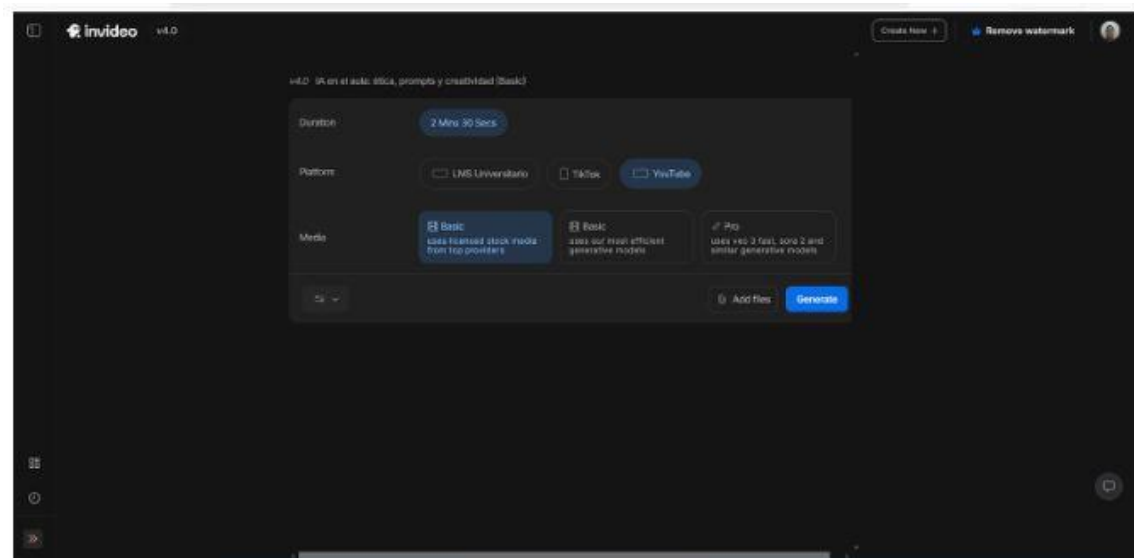 invideo v4.0
Create New
Remove watermark
v4.0 IA en el aula: ética, prompts y creatividad (Basic)
Duration
2 Mins 30 Secs
Platform
LMS Universitario
TikTok
YouTube
Media
Basic
uses licensed stock media
from top providers
Basic
uses our most efficient
generative models
Pro
uses veo 3 fast, sora 2 and
similar generative models
Add files
Generate